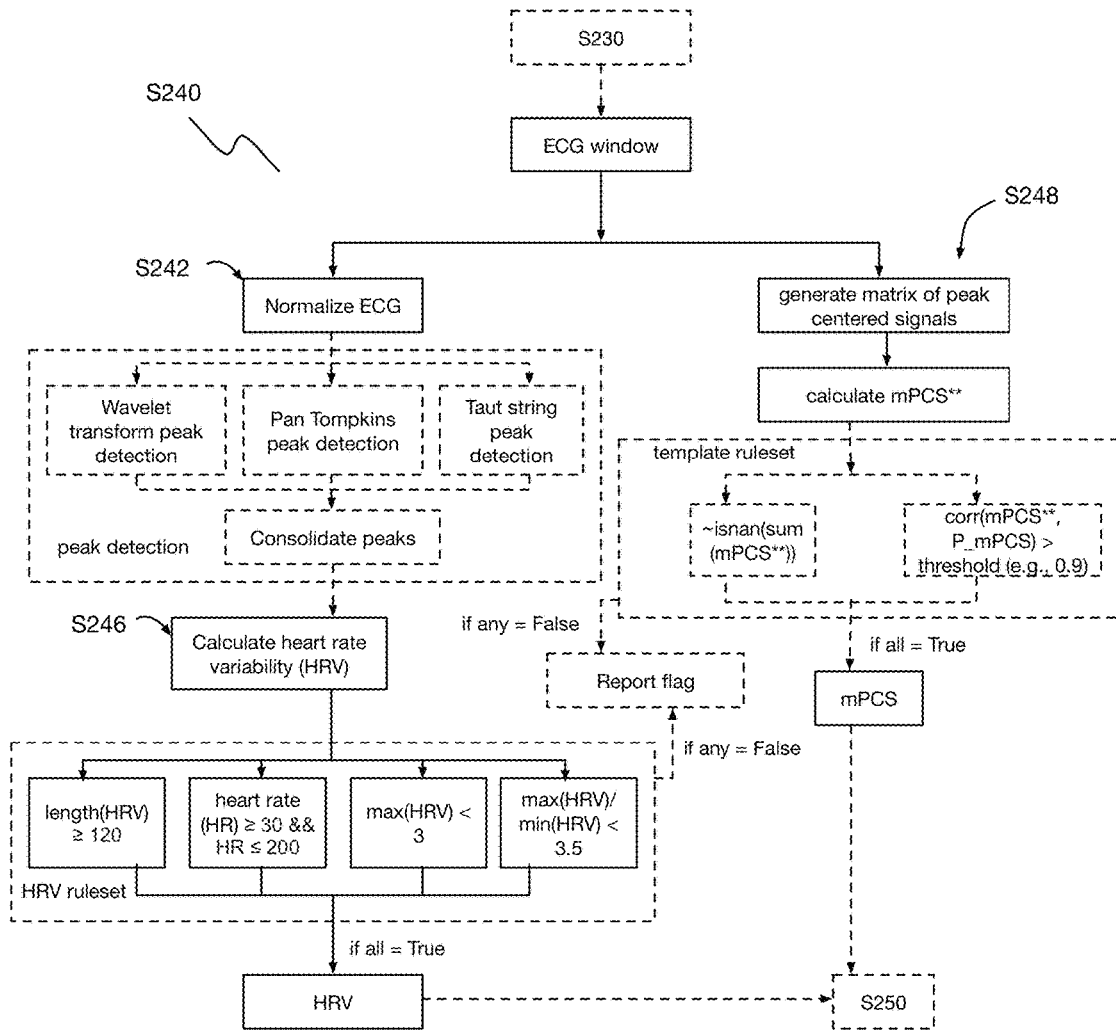 S230
S240
ECG window
S248
S242
Normalize ECG
generate matrix of peak
centered signals
Wavelet
transform peak
detection
Pan Tompkins
peak detection
Taut string
peak
detection
calculate mPCS**
template ruleset
peak detection
Consolidate peaks
~isnan(sum
(mPCS**))
corr(mPCS**,
P_mPCS) >
threshold (e.g., 0.9)
S246
Calculate heart rate
variability (HRV)
if any = False
if all = True
Report flag
mPCS
if any = False
length(HRV)
≥ 120
heart rate
(HR) ≥ 30 &&
HR ≤ 200
max(HRV) <
3
max(HRV)/
min(HRV) <
3.5
HRV ruleset
if all = True
HRV
S250